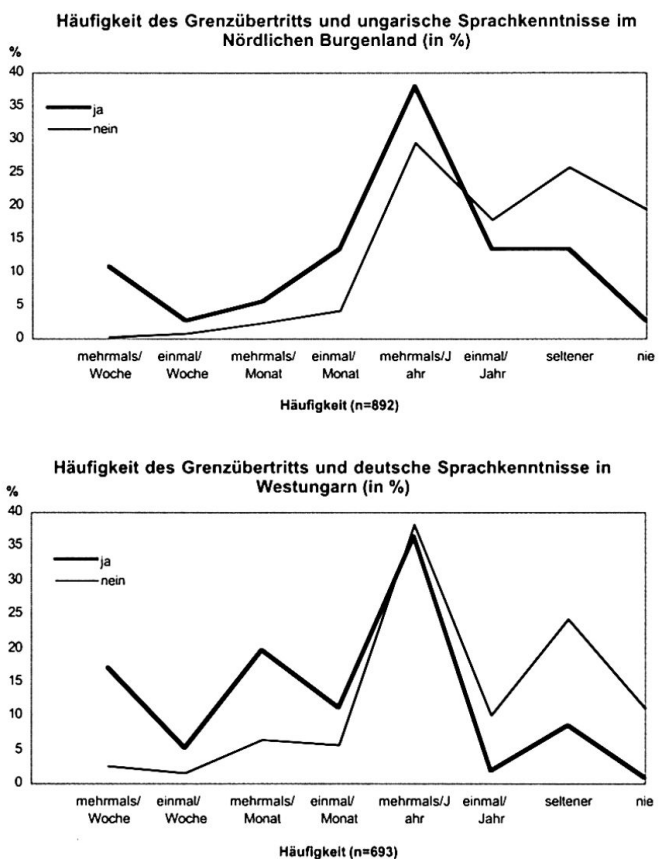 Häufigkeit des Grenzübertritts und ungarische Sprachkenntnisse im
Nördlichen Burgenland (in %)
%
40
35
30
25
20
15
10
5
0
ja
nein
mehrmals/ einmal/ mehrmals/ einmal/ mehrmals/J einmal/ seltener nie
Woche Woche Monat Monat ahr Jahr
Häufigkeit (n=892)
Häufigkeit des Grenzübertritts und deutsche Sprachkenntnisse in
Westungarn (in %)
%
40
35
30
25
20
15
10
5
0
ja
nein
mehrmals/ einmal/ mehrmals/ einmal/ mehrmals/J einmal/ seltener nie
Woche Woche Monat Monat ahr Jahr
Häufigkeit (n=693)